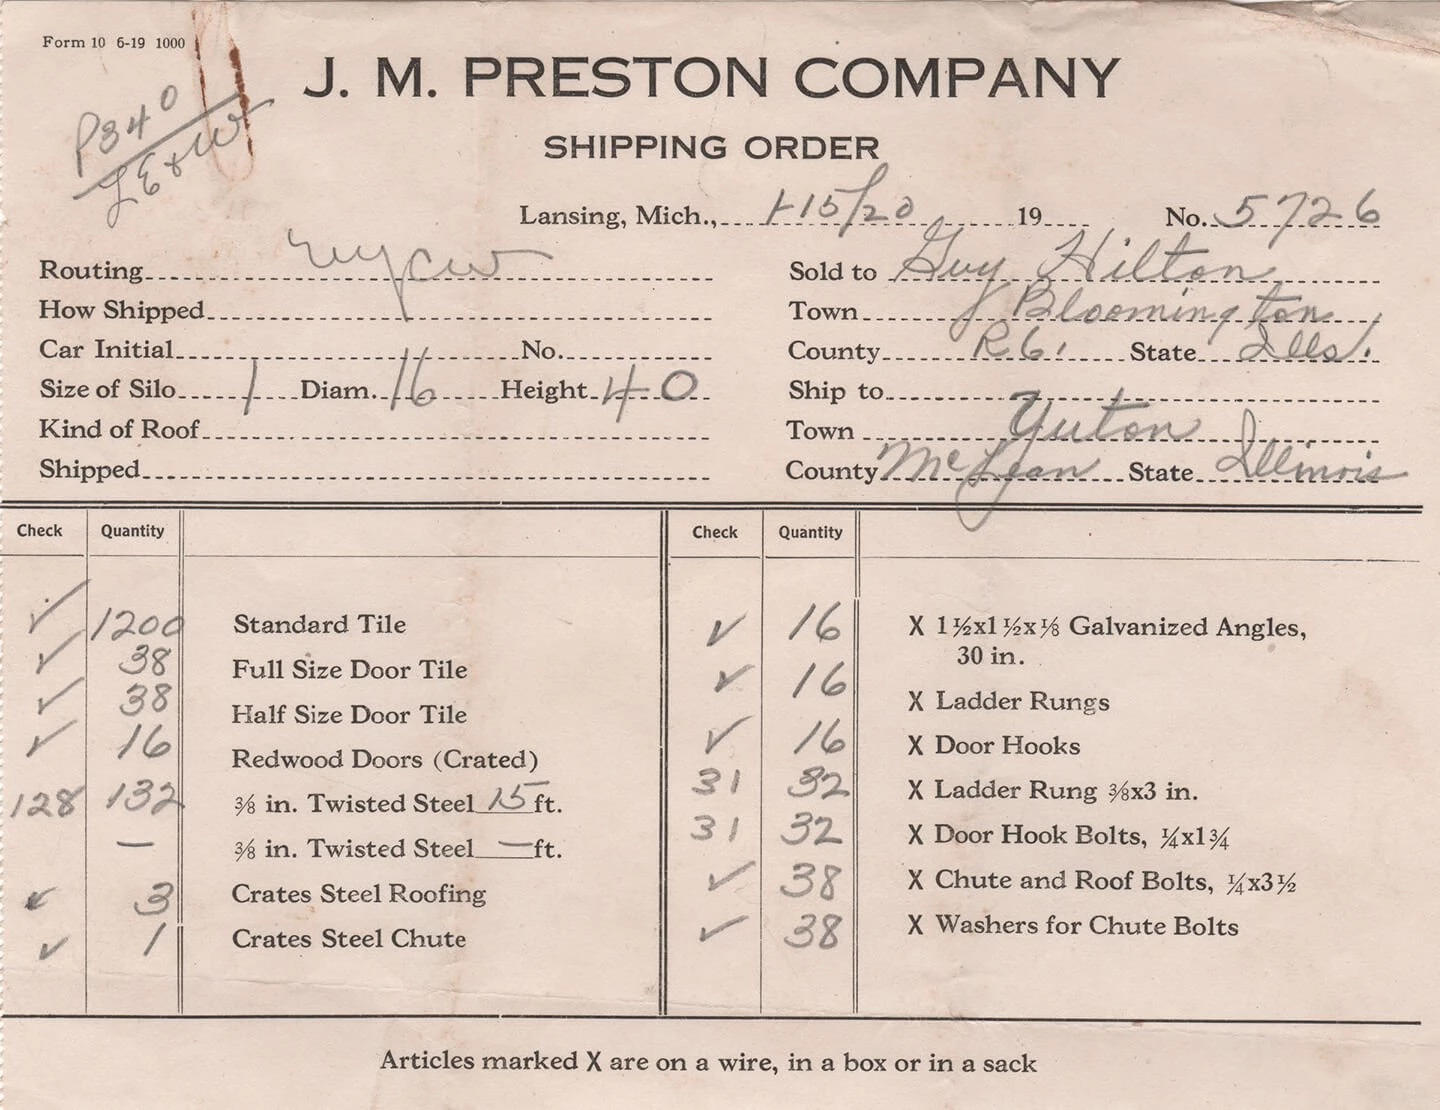 Form 10 6-19 1000
J. M. PRESTON COMPANY
SHIPPING ORDER
P340
LE&W
Lansing, Mich., 1-15/20 19 No. 5726
Routing
Sold to Guy Hilton
How Shipped
Town Bloomington
Car Initial No.
County R.6. State Ills.
Size of Silo 1 Diam. 16 Height 40
Ship to
Kind of Roof
Town Yuton
Shipped
County McLean State Illinois
Check Quantity Check Quantity
✓ 1200 Standard Tile
✓ 38 Full Size Door Tile
✓ 38 Half Size Door Tile
✓ 16 Redwood Doors (Crated)
128 132 ⅜ in. Twisted Steel 15 ft.
— ⅜ in. Twisted Steel — ft.
✓ 3 Crates Steel Roofing
✓ 1 Crates Steel Chute
✓ 16 X 1½x1½x⅛ Galvanized Angles,
30 in.
✓ 16 X Ladder Rungs
✓ 16 X Door Hooks
31 32 X Ladder Rung ⅜x3 in.
31 32 X Door Hook Bolts, ¼x1¾
✓ 38 X Chute and Roof Bolts, ¼x3½
✓ 38 X Washers for Chute Bolts
Articles marked X are on a wire, in a box or in a sack